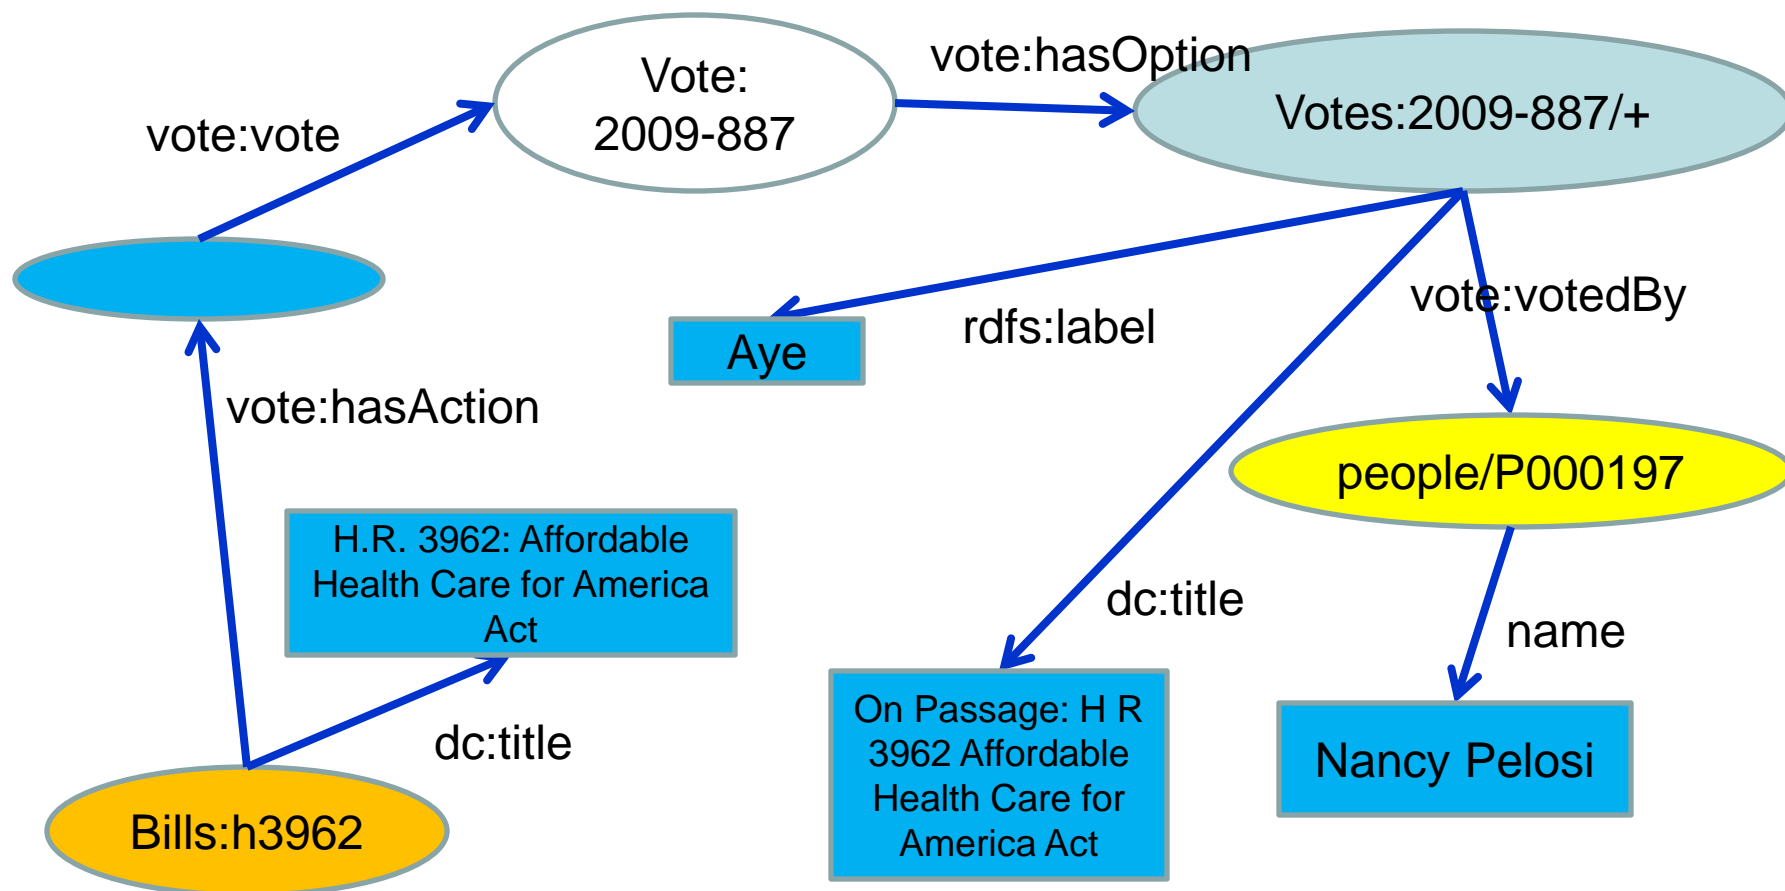 Vote:
2009-887
vote:hasOption
Votes:2009-887/+
vote:vote
vote:votedBy
rdfs:label
Aye
vote:hasAction
people/P000197
H.R. 3962: Affordable
Health Care for America
Act
dc:title
name
On Passage: H R
3962 Affordable
Health Care for
America Act
Nancy Pelosi
dc:title
Bills:h3962